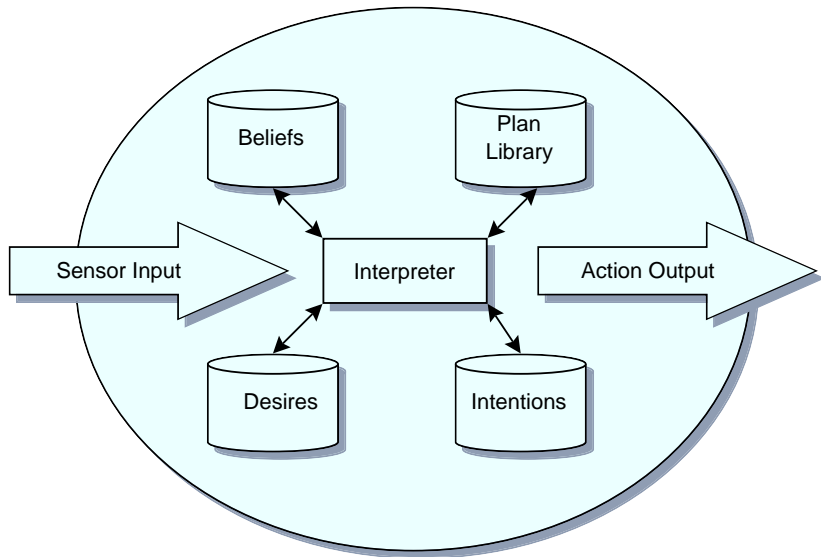 Beliefs
Plan
Library
Sensor Input
Interpreter
Action Output
Desires
Intentions